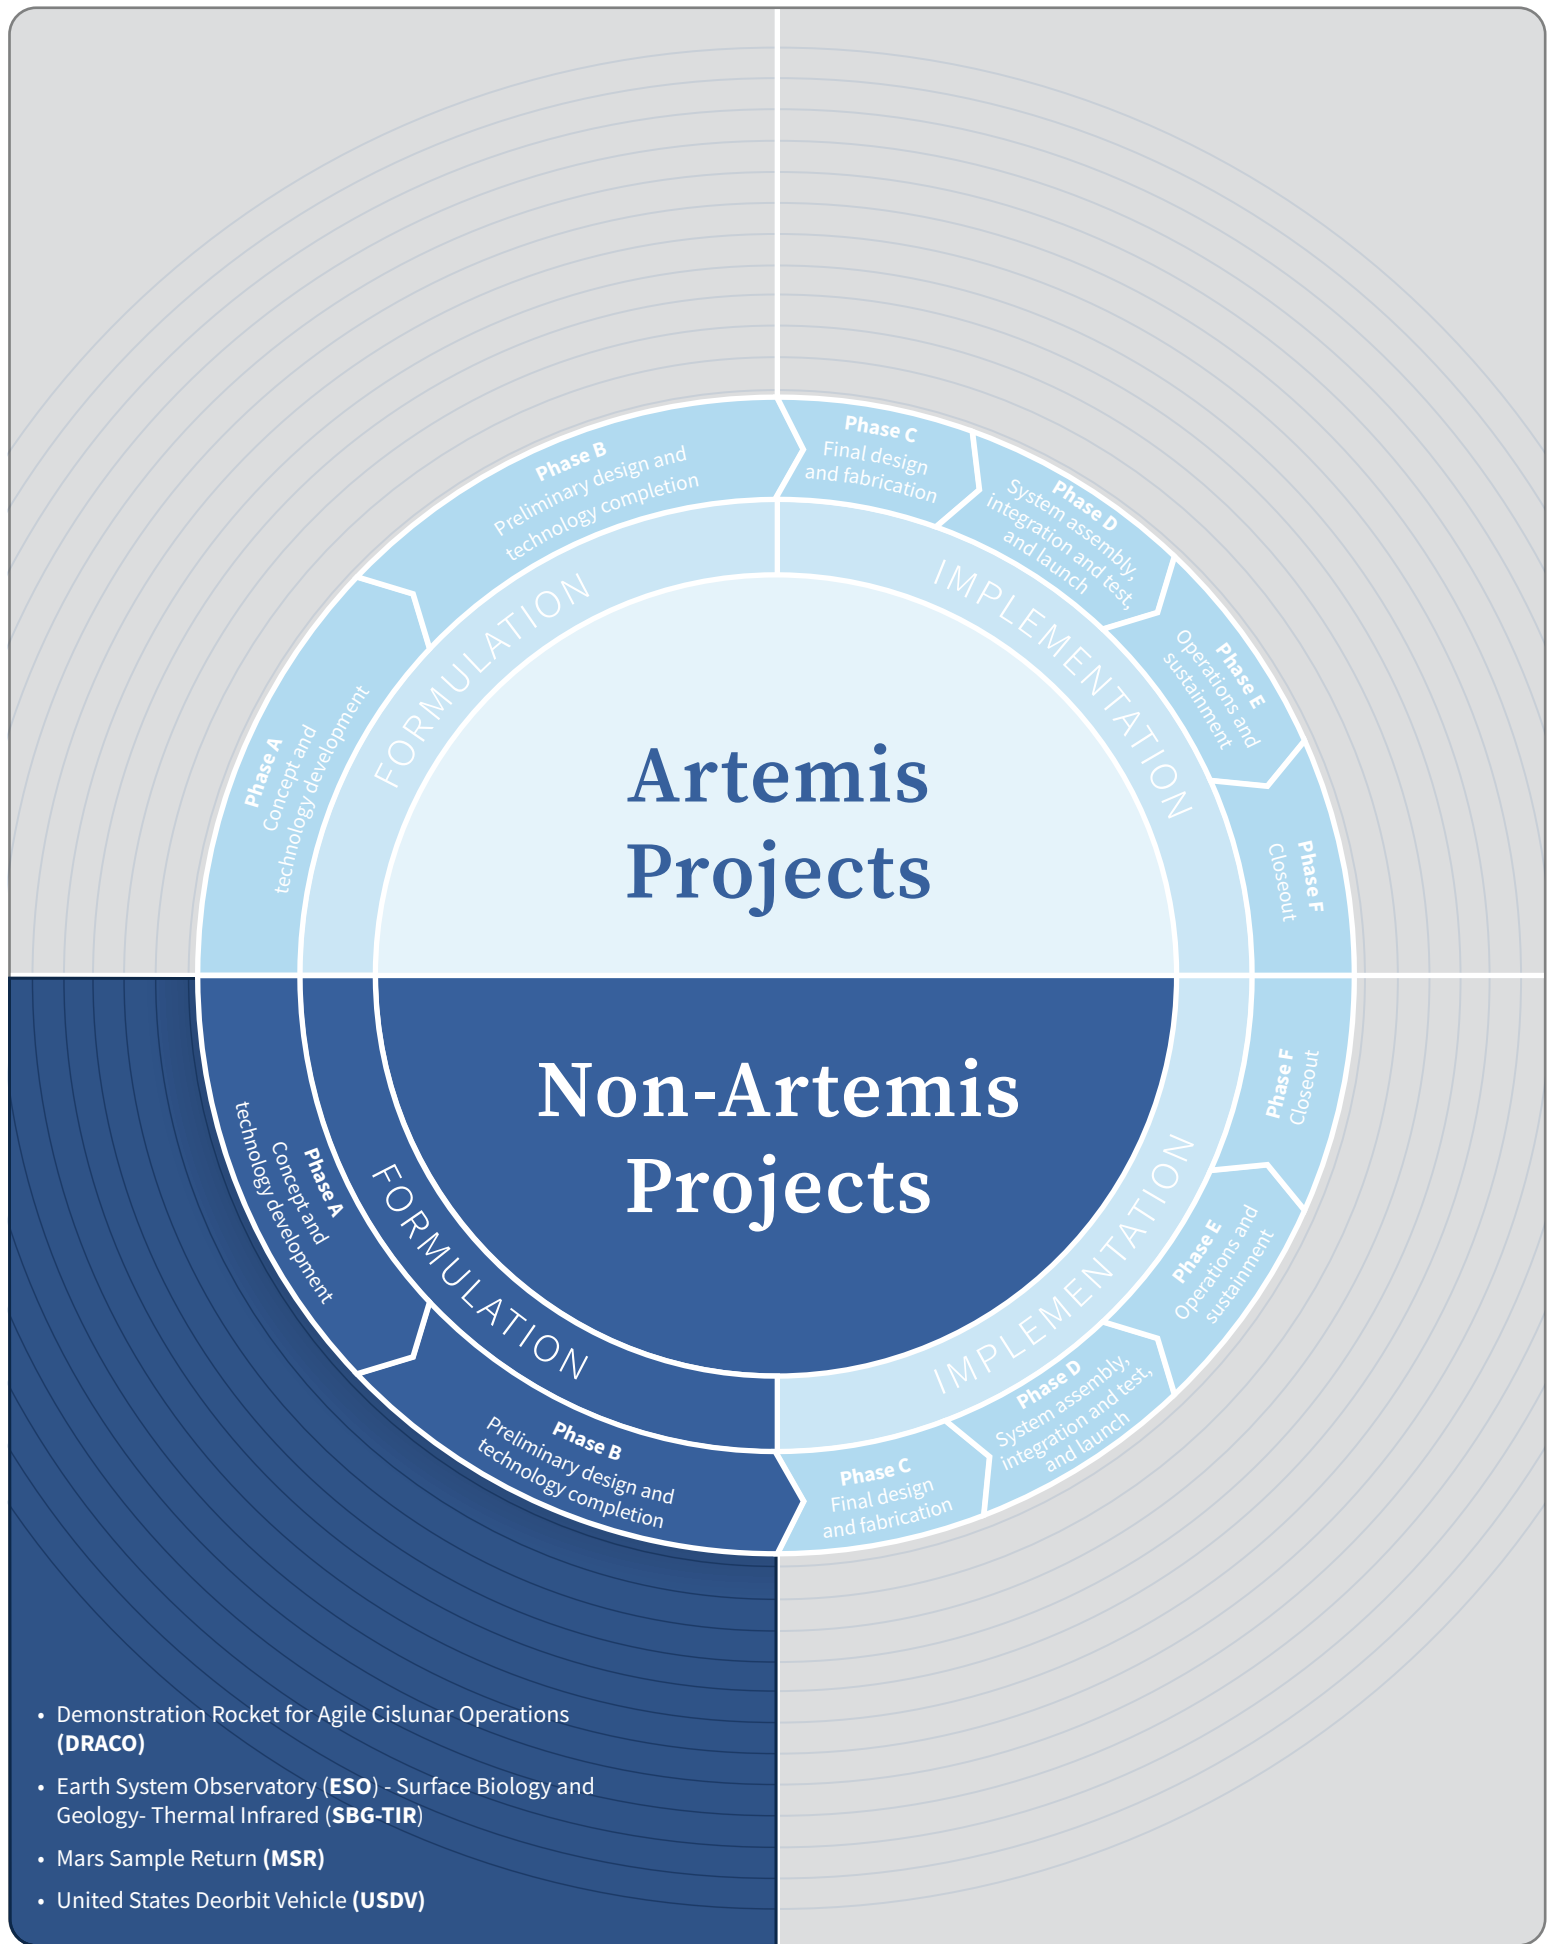 Phase A
Concept and
technology development
Phase B
Preliminary design and
technology completion
FORMULATION
Phase C
Final design
and fabrication
Phase D
System assembly,
integration and test,
and launch
Phase E
Operations and
sustainment
Phase F
Closeout
IMPLEMENTATION
Artemis
Projects
Non-Artemis
Projects
Phase A
Concept and
technology development
Phase B
Preliminary design and
technology completion
FORMULATION
Phase C
Final design
and fabrication
Phase D
System assembly,
integration and test,
and launch
Phase E
Operations and
sustainment
Phase F
Closeout
IMPLEMENTATION
• Demonstration Rocket for Agile Cislunar Operations
(DRACO)
• Earth System Observatory (ESO) - Surface Biology and
Geology- Thermal Infrared (SBG-TIR)
• Mars Sample Return (MSR)
• United States Deorbit Vehicle (USDV)